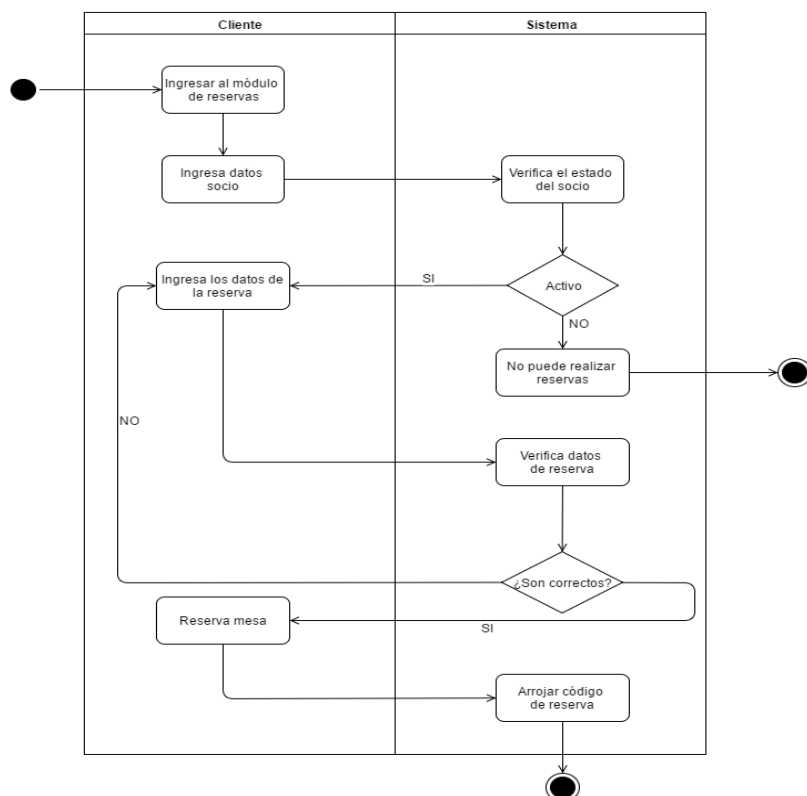 Cliente
Sistema
Ingresar al módulo
de reservas
Ingresa datos
socio
Verifica el estado
del socio
Ingresa los datos de
la reserva
SI
Activo
NO
No puede realizar
reservas
NO
Verifica datos
de reserva
¿Son correctos?
Reserva mesa
SI
Arrojar código
de reserva